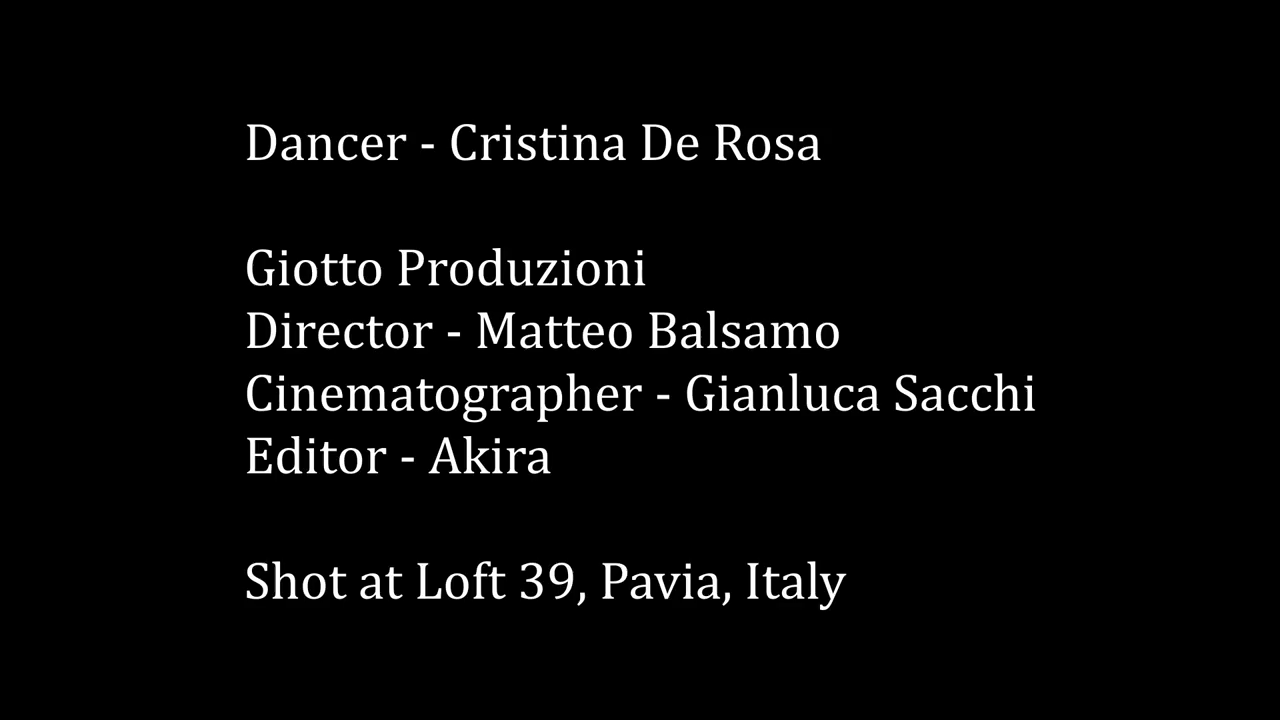 Dancer - Cristina De Rosa
Giotto Produzioni
Director - Matteo Balsamo
Cinematographer - Gianluca Sacchi
Editor - Akira
Shot at Loft 39, Pavia, Italy